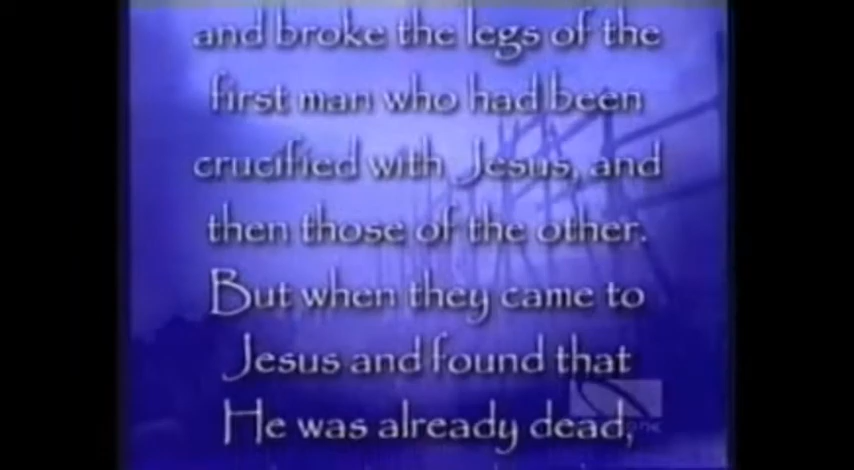 and broke the legs of the
first man who had been
crucified with Jesus, and
then those of the other.
But when they came to
Jesus and found that
He was already dead,